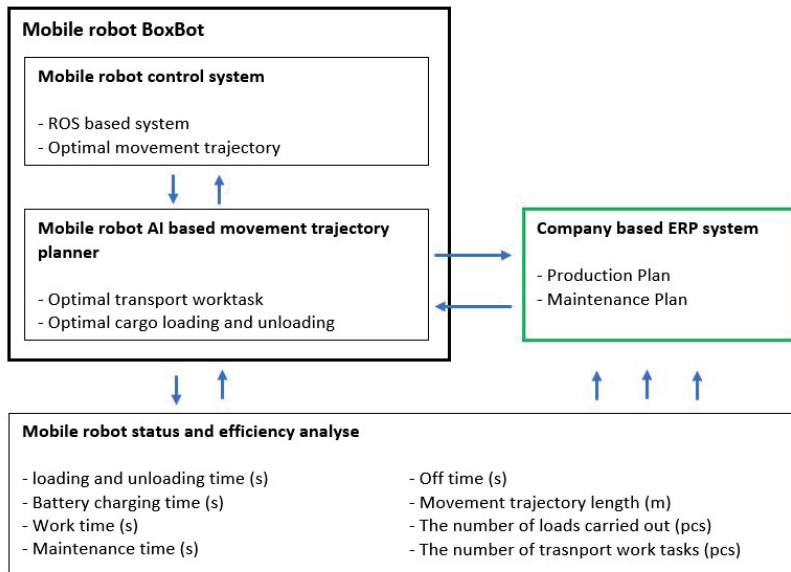 Mobile robot BoxBot
Mobile robot control system
- ROS based system
- Optimal movement trajectory
Mobile robot AI based movement trajectory
planner
- Optimal transport worktask
- Optimal cargo loading and unloading
Company based ERP system
- Production Plan
- Maintenance Plan
Mobile robot status and efficiency analyse
- loading and unloading time (s)
- Battery charging time (s)
- Work time (s)
- Maintenance time (s)
- Off time (s)
- Movement trajectory length (m)
- The number of loads carried out (pcs)
- The number of trasnport work tasks (pcs)